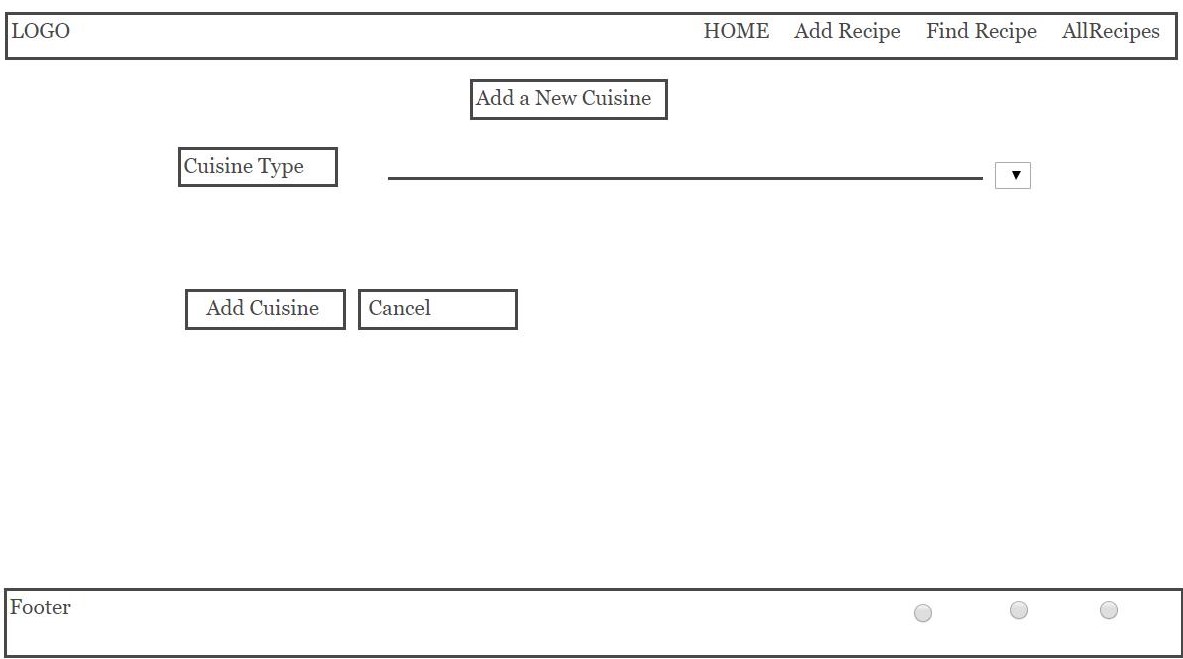 LOGO HOME Add Recipe Find Recipe AllRecipes
Add a New Cuisine
Cuisine Type
Add Cuisine Cancel
Footer